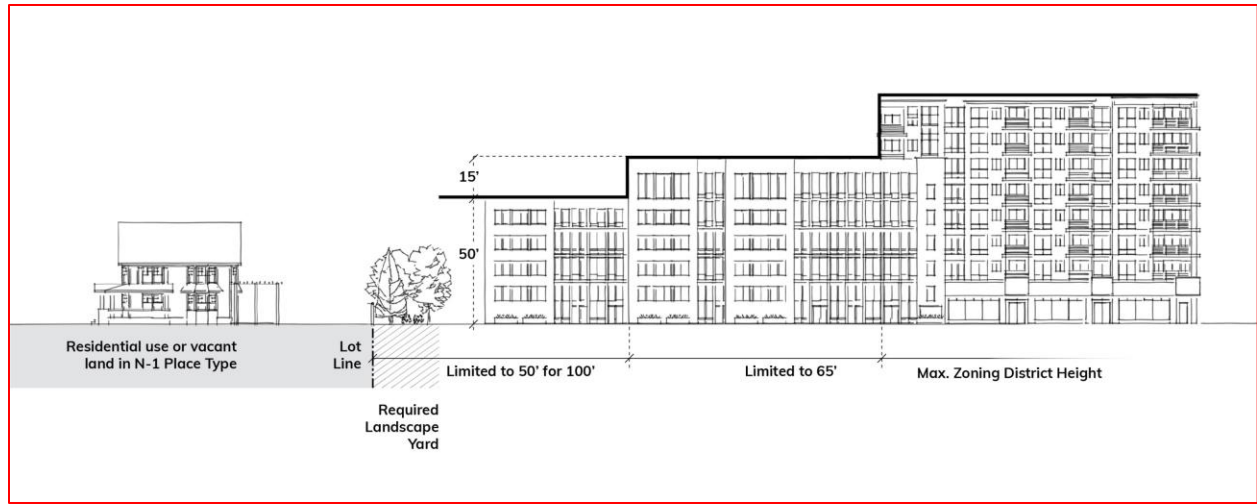 15'
50'
Residential use or vacant
land in N-1 Place Type
Lot
Line
Limited to 50' for 100'
Limited to 65'
Max. Zoning District Height
Required
Landscape
Yard